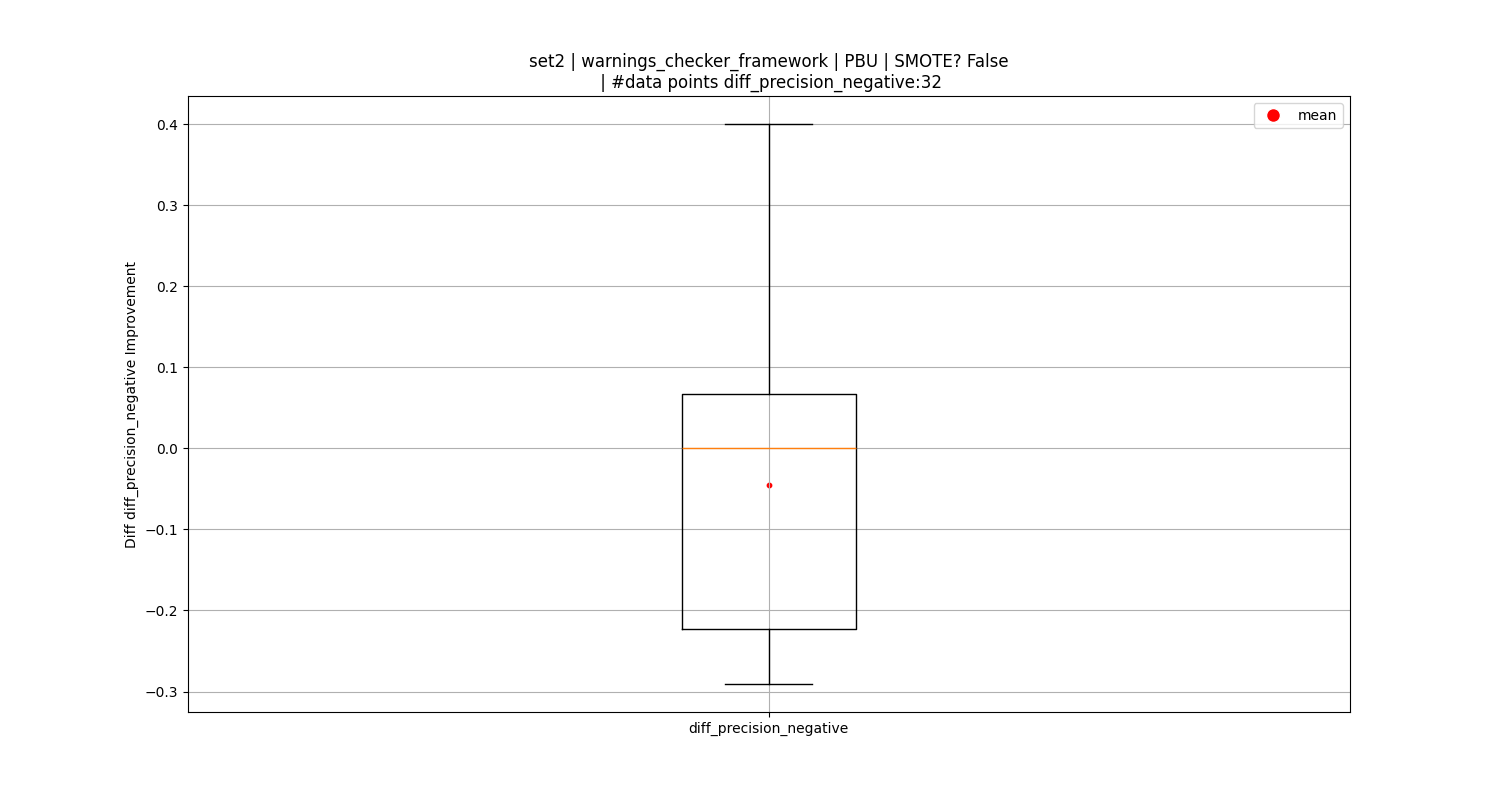 set2 | warnings_checker_framework | PBU | SMOTE? False
| #data points diff_precision_negative:32
mean
0.4
0.3
0.2
0.1
0.0
−0.1
−0.2
−0.3
Diff diff_precision_negative Improvement
diff_precision_negative